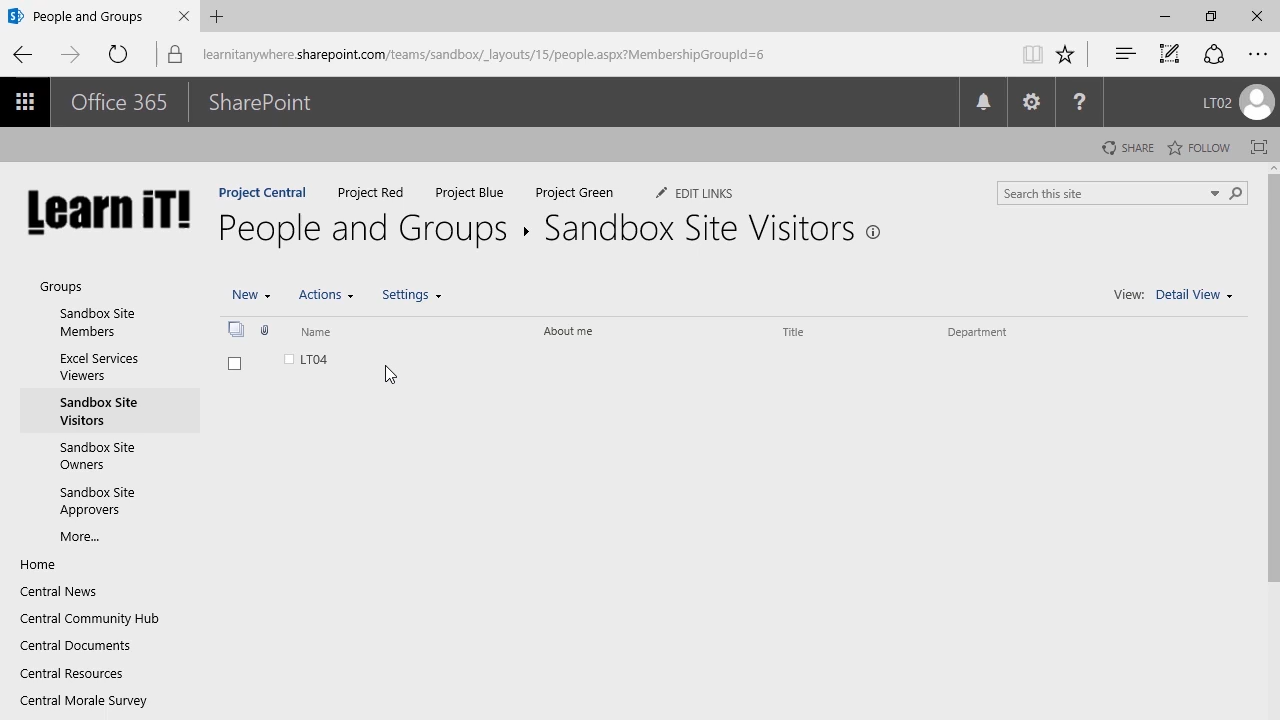 People and Groups
learnitanywhere.sharepoint.com/teams/sandbox/_layouts/15/people.aspx?MembershipGroupId=6
Office 365 SharePoint ? LT02
SHARE FOLLOW
Learn iT!
Project Central Project Red Project Blue Project Green EDIT LINKS
Search this site
People and Groups ▸ Sandbox Site Visitors
New Actions Settings View: Detail View
Name About me Title Department
LT04
Groups
Sandbox Site
Members
Excel Services
Viewers
Sandbox Site
Visitors
Sandbox Site
Owners
Sandbox Site
Approvers
More...
Home
Central News
Central Community Hub
Central Documents
Central Resources
Central Morale Survey